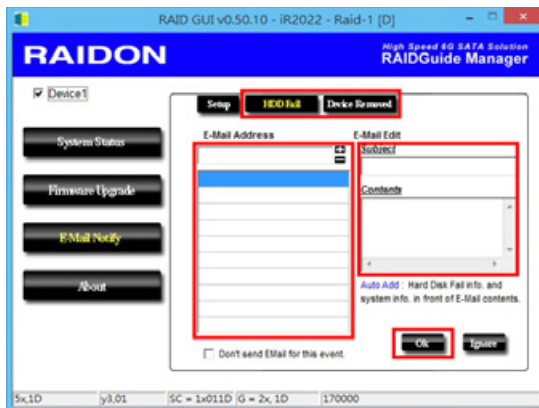 RAID GUI v0.50.10 - iR2022 - Raid-1 [D]
RAIDON
High Speed 6G SATA Solution
RAIDGuide Manager
Device1
Setup HDD Fail Device Removed
E-Mail Address
E-Mail Edit
Subject
System Status
Firmware Upgrade
Contents
E-Mail Notify
About
Auto Add : Hard Disk Fail info. and
system info. in front of E-Mail contents.
Ok Ignore
Don't send EMail for this event.
5x,1D y3,01 SC = 1x011D G = 2x, 1D 170000